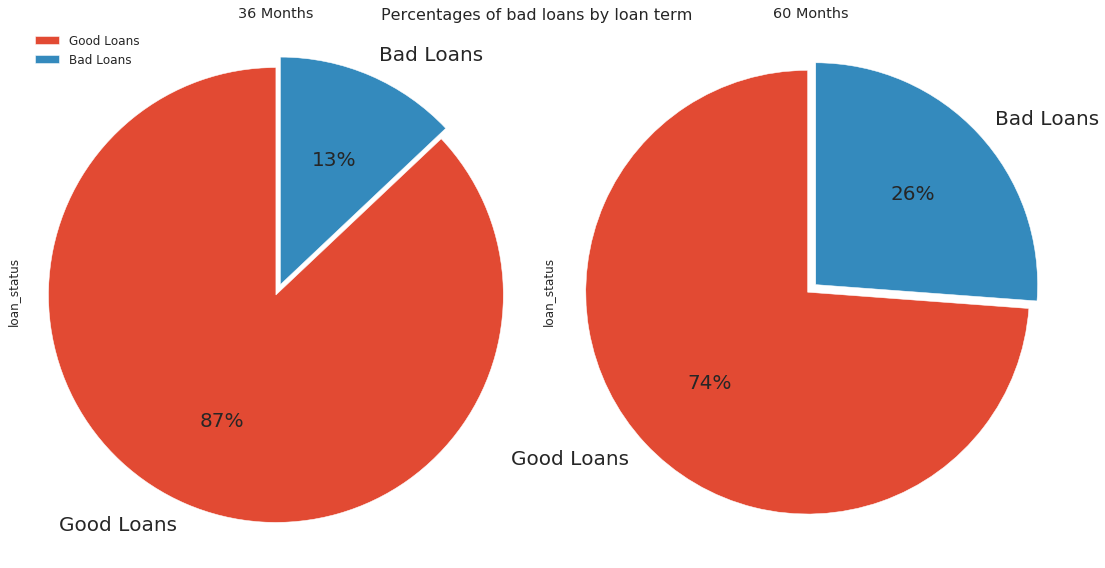 Percentages of bad loans by loan term
36 Months
Good Loans
Bad Loans
Bad Loans
13%
87%
Good Loans
loan_status
60 Months
Bad Loans
26%
74%
Good Loans
loan_status